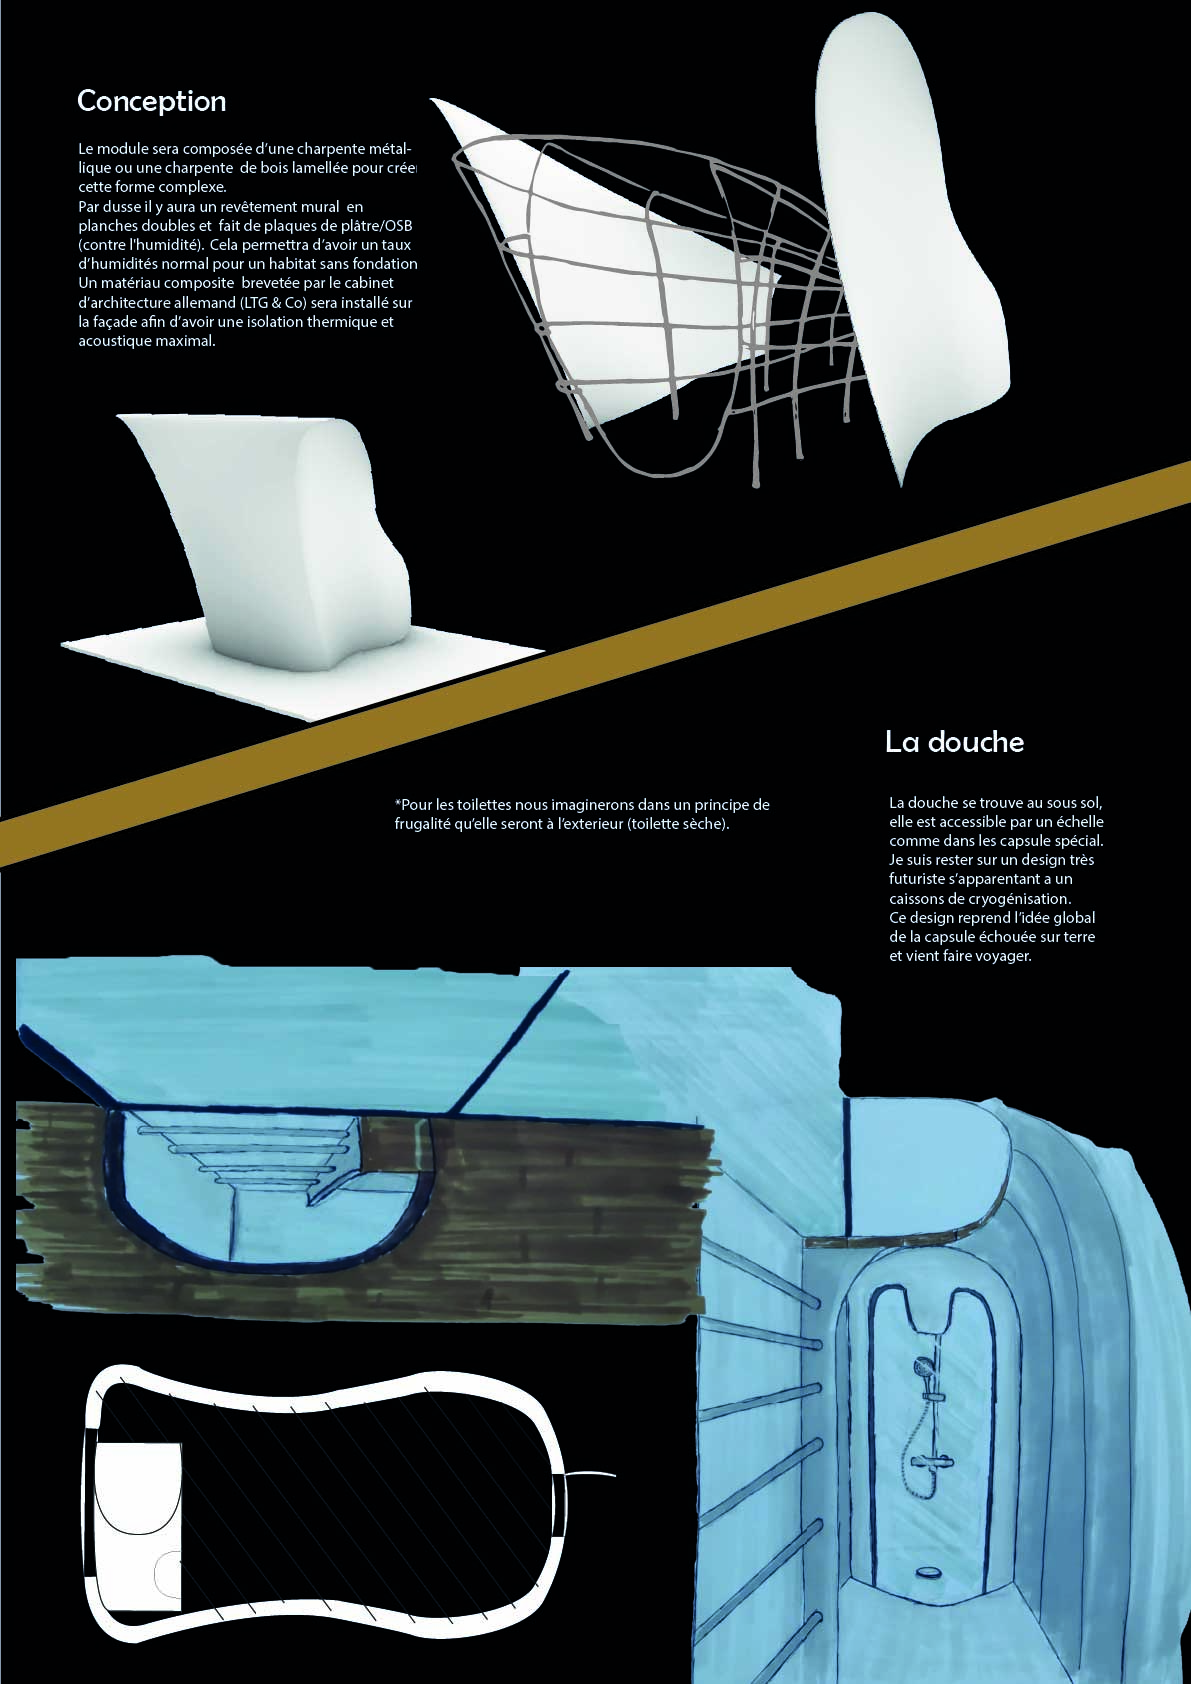 Conception
Le module sera composée d'une charpente métal-
lique ou une charpente  de bois lamellée pour créer
cette forme complexe.
Par dusse il y aura un revêtement mural  en
planches doubles et  fait de plaques de plâtre/OSB
(contre l'humidité).  Cela permettra d'avoir un taux
d'humidités normal pour un habitat sans fondation
Un matériau composite  brevetée par le cabinet
d'architecture allemand (LTG & Co) sera installé sur
la façade afin d'avoir une isolation thermique et
acoustique maximal.
La douche
*Pour les toilettes nous imaginerons dans un principe de
frugalité qu'elle seront à l'exterieur (toilette sèche).
La douche se trouve au sous sol,
elle est accessible par un échelle
comme dans les capsule spécial.
Je suis rester sur un design très
futuriste s'apparentant a un
caissons de cryogénisation.
Ce design reprend l'idée global
de la capsule échouée sur terre
et vient faire voyager.